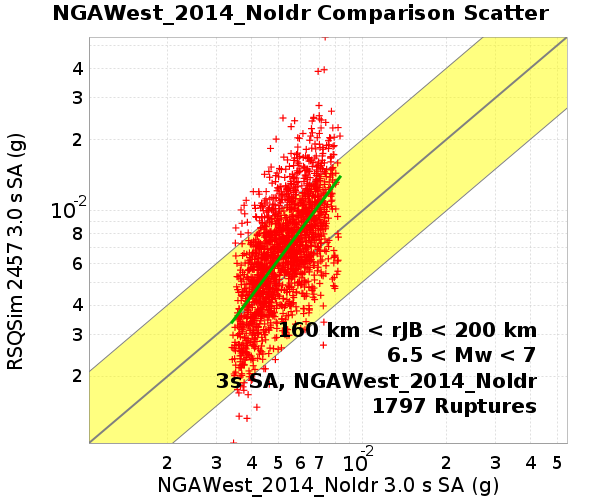 NGAWest_2014_NoIdr Comparison Scatter
4
3
2
10-2
8
6
4
3
2
RSQSim 2457 3.0 s SA (g)
160 km < rJB < 200 km
6.5 < Mw < 7
3s SA, NGAWest_2014_NoIdr
1797 Ruptures
2 3 4 5 6 7 10-2 2 3 4 5
NGAWest_2014_NoIdr 3.0 s SA (g)